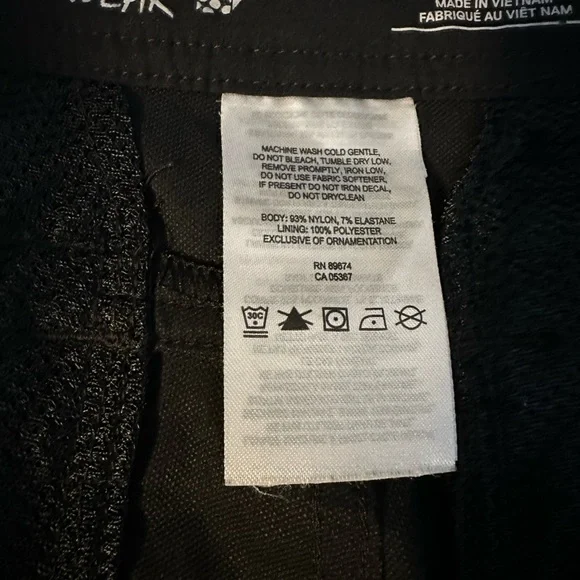 WEAR
MADE IN VIETNAM
FABRIQUÉ AU VIÊT NAM
MACHINE WASH COLD GENTLE,
DO NOT BLEACH, TUMBLE DRY LOW.
REMOVE PROMPTLY, IRON LOW,
DO NOT USE FABRIC SOFTENER,
IF PRESENT DO NOT IRON DECAL,
DO NOT DRYCLEAN
BODY: 93% NYLON, 7% ELASTANE
LINING: 100% POLYESTER
EXCLUSIVE OF ORNAMENTATION
RN 89674
CA 05367
30C